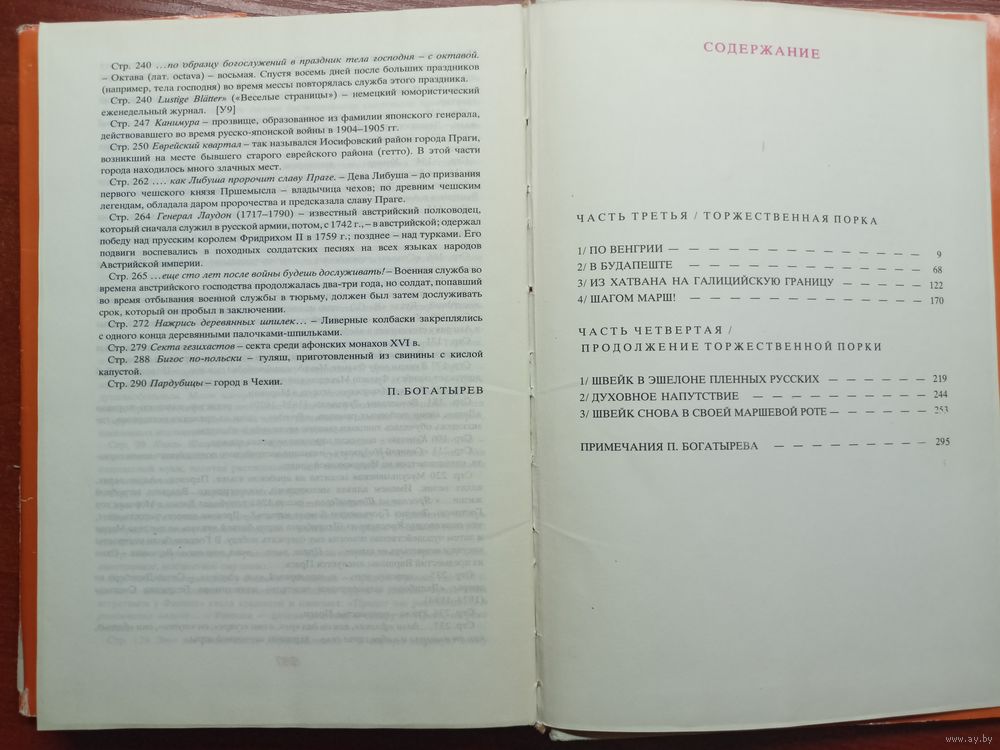 Стр. 240 …по образцу богослужений в праздник тела господня – с октавой.
– Октава (лат. octava) – восьмая. Спустя восемь дней после больших праздников
(например, тела господня) во время мессы повторялась служба этого праздника.
Стр. 240 Lustige Blätter» («Веселые страницы») – немецкий юмористический
еженедельный журнал. [У9]
Стр. 247 Канимура – прозвище, образованное из фамилии японского генерала,
действовавшего во время русско-японской войны в 1904–1905 гг.
Стр. 250 Еврейский квартал – так назывался Иосифовский район города Праги,
возникший на месте бывшего старого еврейского района (гетто). В этой части
города находилось много злачных мест.
Стр. 262 …. как Либуша пророчит славу Праге. – Дева Либуша – до призвания
первого чешского князя Пршемысла – владычица чехов; по древним чешским
легендам, обладала даром пророчества и предсказала славу Праге.
Стр. 264 Генерал Лаудон (1717–1790) – известный австрийский полководец,
который сначала служил в русской армии, потом, с 1742 г., – в австрийской; одержал
победу над прусским королем Фридрихом II в 1759 г.; позднее – над турками. Его
подвиги воспевались в походных солдатских песнях на всех языках народов
Австрийской империи.
Стр. 265 …еще сто лет после войны будешь дослуживать! – Военная служба во
времена австрийского господства продолжалась два-три года, но солдат, попавший
во время отбывания военной службы в тюрьму, должен был затем дослуживать
срок, который он пробыл в заключении.
Стр. 272 Нажрись деревянных шпилек… – Ливерные колбаски закреплялись
с одного конца деревянными палочками-шпильками.
Стр. 279 Секта гезихастов – секта среди афонских монахов XVI в.
Стр. 288 Бигос по-польски – гуляш, приготовленный из свинины с кислой
капустой.
Стр. 290 Пардубицы – город в Чехии.
П. БОГАТЫРЕВ
СОДЕРЖАНИЕ
ЧАСТЬ ТРЕТЬЯ / ТОРЖЕСТВЕННАЯ ПОРКА
1/ ПО ВЕНГРИИ — — — — — — — — — — — — — 9
2/ В БУДАПЕШТЕ — — — — — — — — — — — — — 68
3/ ИЗ ХАТВАНА НА ГАЛИЦИЙСКУЮ ГРАНИЦУ — — — — — 122
4/ ШАГОМ МАРШ! — — — — — — — — — — — — 170
ЧАСТЬ ЧЕТВЕРТАЯ /
ПРОДОЛЖЕНИЕ ТОРЖЕСТВЕННОЙ ПОРКИ
1/ ШВЕЙК В ЭШЕЛОНЕ ПЛЕННЫХ РУССКИХ — — — — — 219
2/ ДУХОВНОЕ НАПУТСТВИЕ — — — — — — — — — 244
3/ ШВЕЙК СНОВА В СВОЕЙ МАРШЕВОЙ РОТЕ — — — — — 253
ПРИМЕЧАНИЯ П. БОГАТЫРЕВА — — — — — — — — 295
www.ay.by